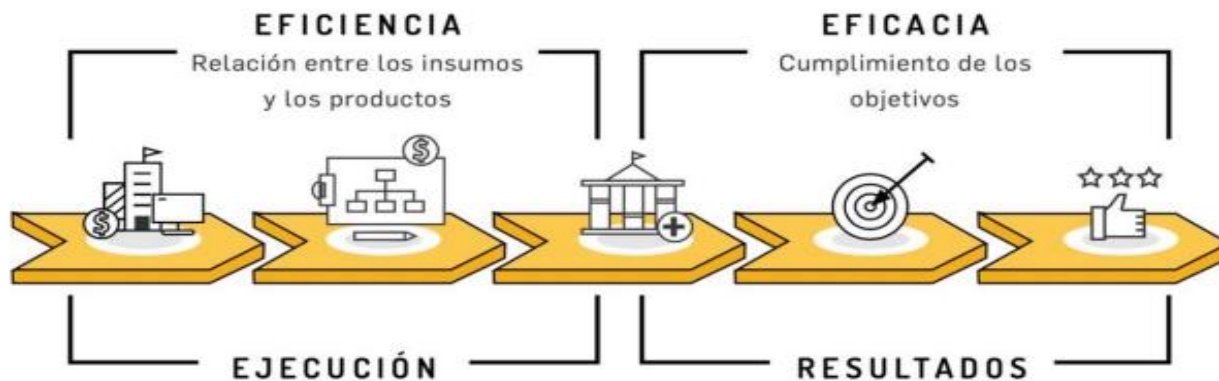 EFICIENCIA
Relación entre los insumos
y los productos
EFICACIA
Cumplimiento de los
objetivos
$
$
EJECUCIÓN
RESULTADOS